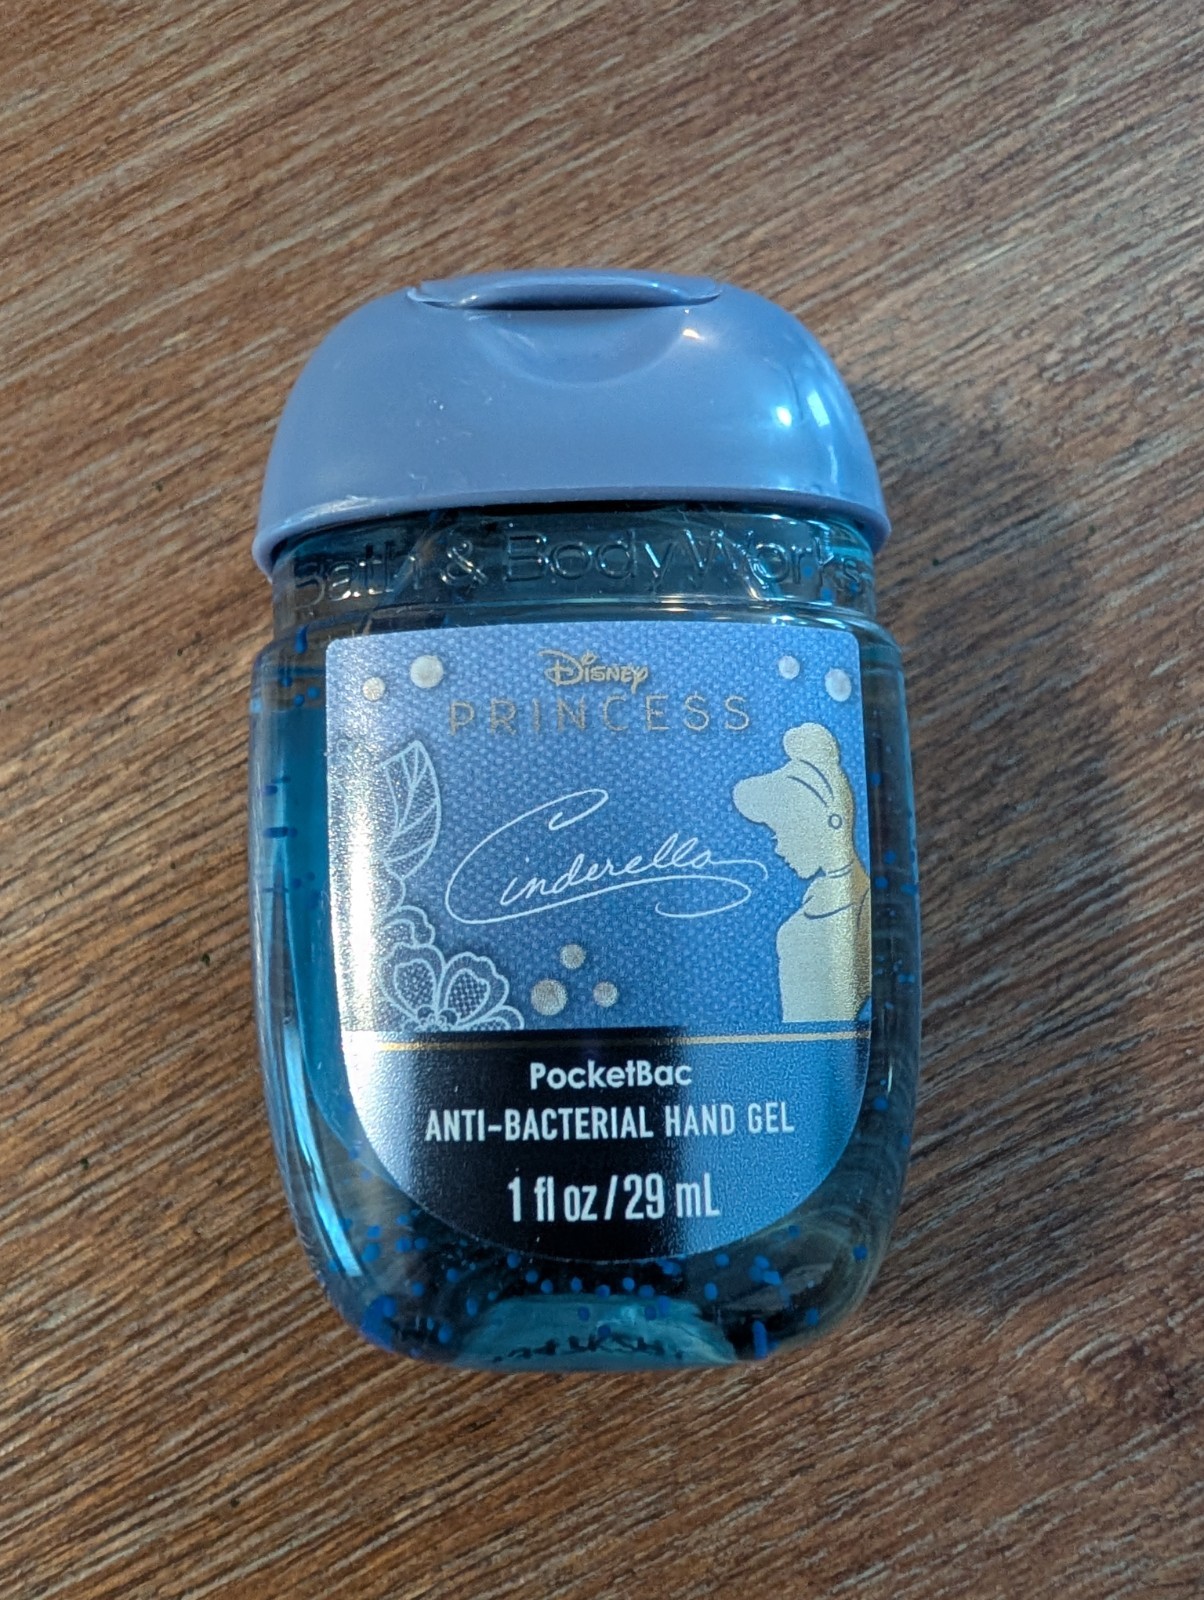 Bath & Body Works
Disney
PRINCESS
Cinderella
PocketBac
ANTI-BACTERIAL HAND GEL
1 fl oz / 29 mL